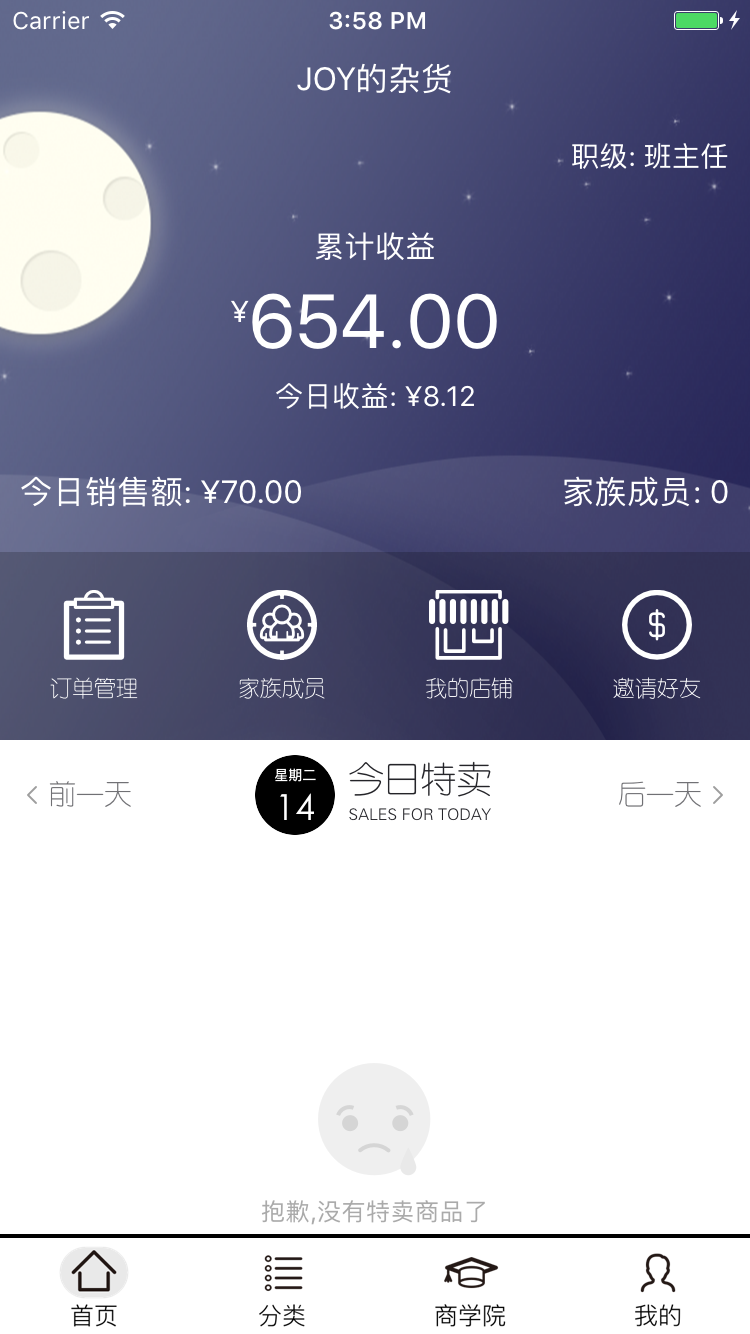 Carrier 3:58 PM
JOY的杂货
职级: 班主任
累计收益
¥654.00
今日收益: ¥8.12
今日销售额: ¥70.00 家族成员: 0
订单管理 家族成员 我的店铺 邀请好友
前一天 星期二 14 今日特卖 后一天
SALES FOR TODAY
抱歉,没有特卖商品了
首页 分类 商学院 我的